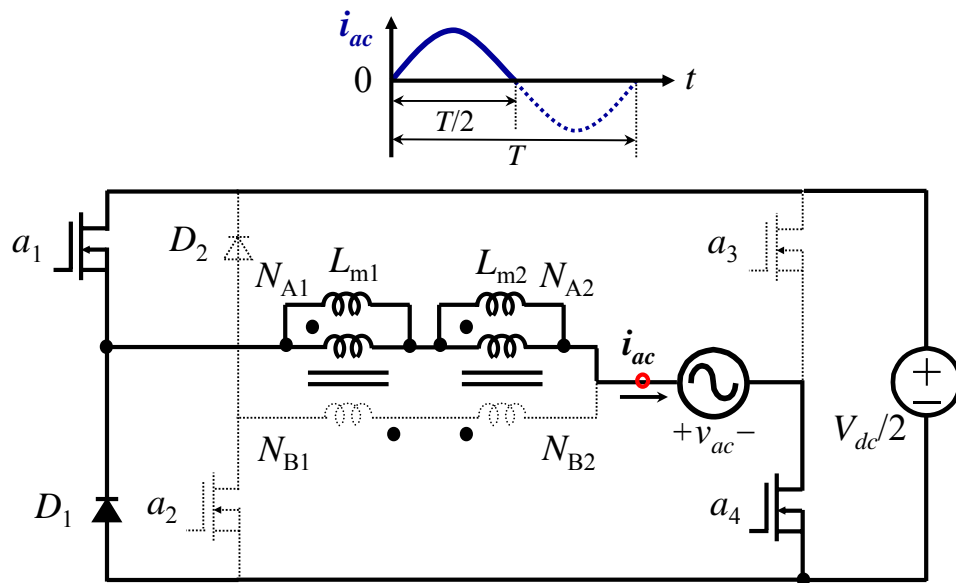 i_ac
0
t
T/2
T
a_1
D_2
a_3
N_A1
L_m1
L_m2
N_A2
i_ac
+
−
+v_ac−
V_dc/2
N_B1
N_B2
D_1
a_2
a_4